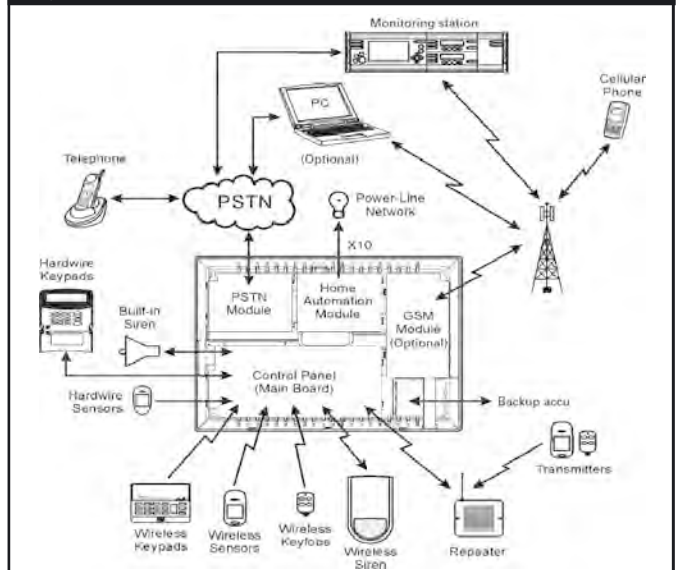 Monitoring station
Cellular
Phone
PC
(Optional)
Telephone
PSTN
Power-Line
Network
X10
Hardwire
Keypads
PSTN
Module
Home
Automation
Module
GSM
Module
(Optional)
Built-in
Siren
Control Panel
(Main Board)
Hardwire
Sensors
Backup accu
Transmitters
Wireless
Keypads
Wireless
Sensors
Wireless
Keyfobs
Wireless
Siren
Repeater